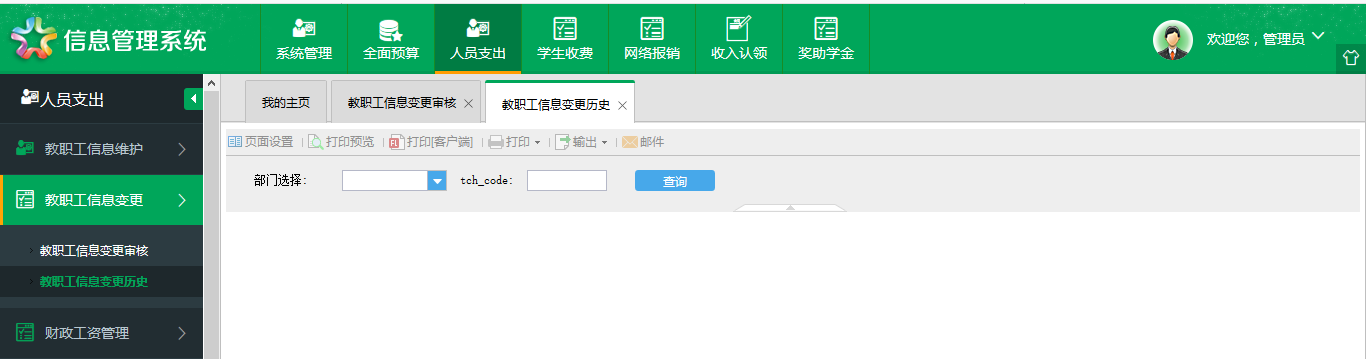 信息管理系统
系统管理 全面预算 人员支出 学生收费 网络报销 收入认领 奖助学金
欢迎您，管理员
人员支出
我的主页 教职工信息变更审核 教职工信息变更历史
页面设置 打印预览 打印[客户端] 打印 输出 邮件
教职工信息维护
部门选择: tch_code: 查询
教职工信息变更
教职工信息变更审核
教职工信息变更历史
财政工资管理